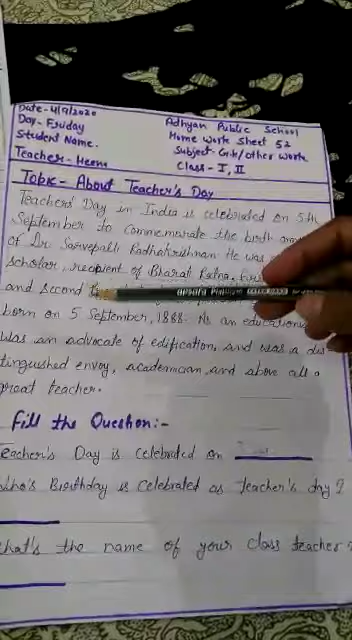 Date- 4/9/2020
Day- Friday
Student Name.
Teacher- Heena
Adhyan Public School
Home Work Sheet 52
Subject- G.K/other work
Class- I, II
Topic- About Teacher's Day
Teachers' Day in India is celebrated on 5th
September to commemorate the birth
of Dr. Sarvepalli Radhakrishnan. He was
scholar, recipient of Bharat Ratna,
and second
born on 5 September, 1888. As an
was an advocate of edification, and was a dis
tinguished envoy, academician, and above all a
great teacher.
Fill the Question:-
eacher's Day is celebrated on
who's Birthday is celebrated as teacher's day?
hat's the name of your class teacher?